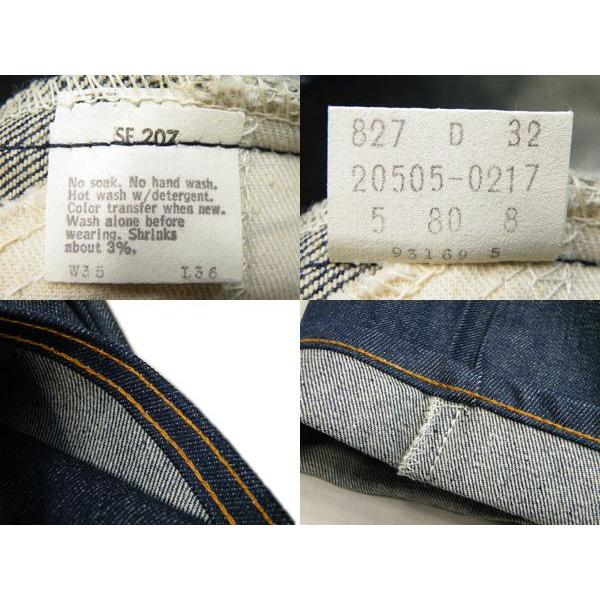 SF 207
No soak. No hand wash.
Hot wash w/detergent.
Color transfer when new.
Wash alone before
wearing. Shrinks
about 3%.
W35 L36
827 D 32
20505-0217
5 80 8
93169 5